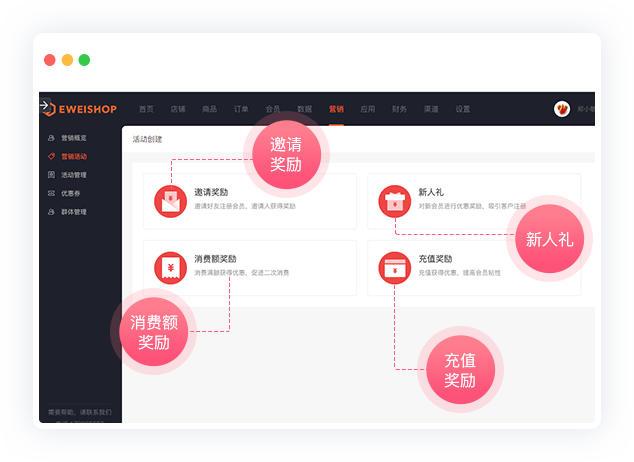 EWEISHOP
首页 店铺 商品 订单 会员 数据 营销 应用 财务 渠道 设置
营销概览
营销活动
活动管理
优惠券
群体管理
活动创建
邀请
奖励
邀请奖励
邀请好友注册会员、邀请人获得奖励
新人礼
对新会员进行优惠奖励、吸引客户注册
新人礼
消费额奖励
消费满额获得优惠、促进二次消费
充值奖励
充值获得优惠、提高会员粘性
消费额
奖励
充值
奖励
需要帮助，请联系我们